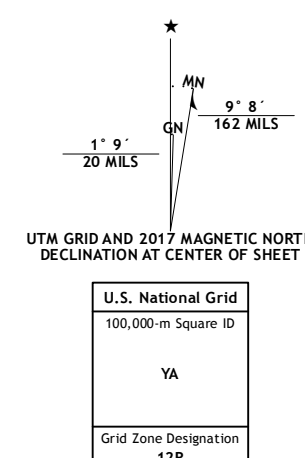 ★
MN
9° 8´
162 MILS
GN
1° 9´
20 MILS
UTM GRID AND 2017 MAGNETIC NORT
DECLINATION AT CENTER OF SHEET
U.S. National Grid
100,000-m Square ID
YA
Grid Zone Designation